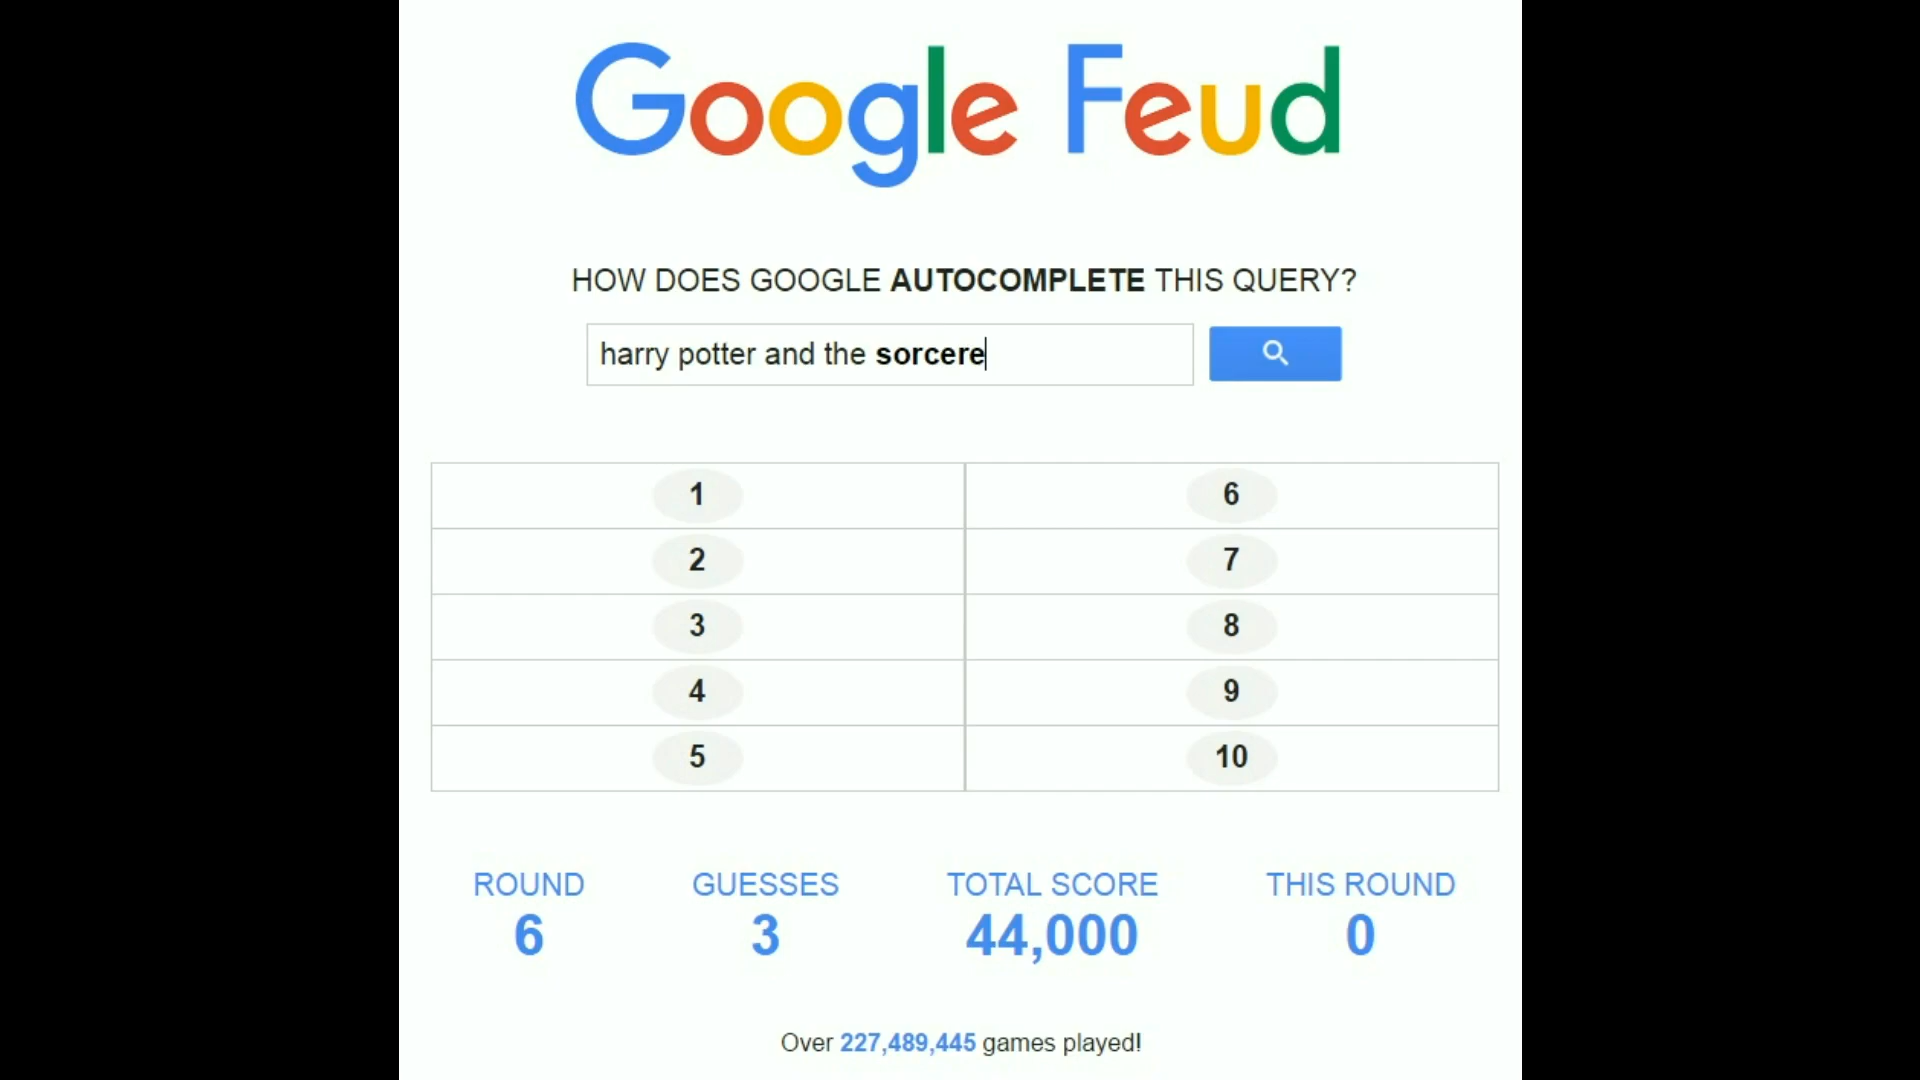 Google Feud
HOW DOES GOOGLE AUTOCOMPLETE THIS QUERY?
harry potter and the sorcere
1
6
2
7
3
8
4
9
5
10
ROUND GUESSES TOTAL SCORE THIS ROUND
6 3 44,000 0
Over 227,489,445 games played!